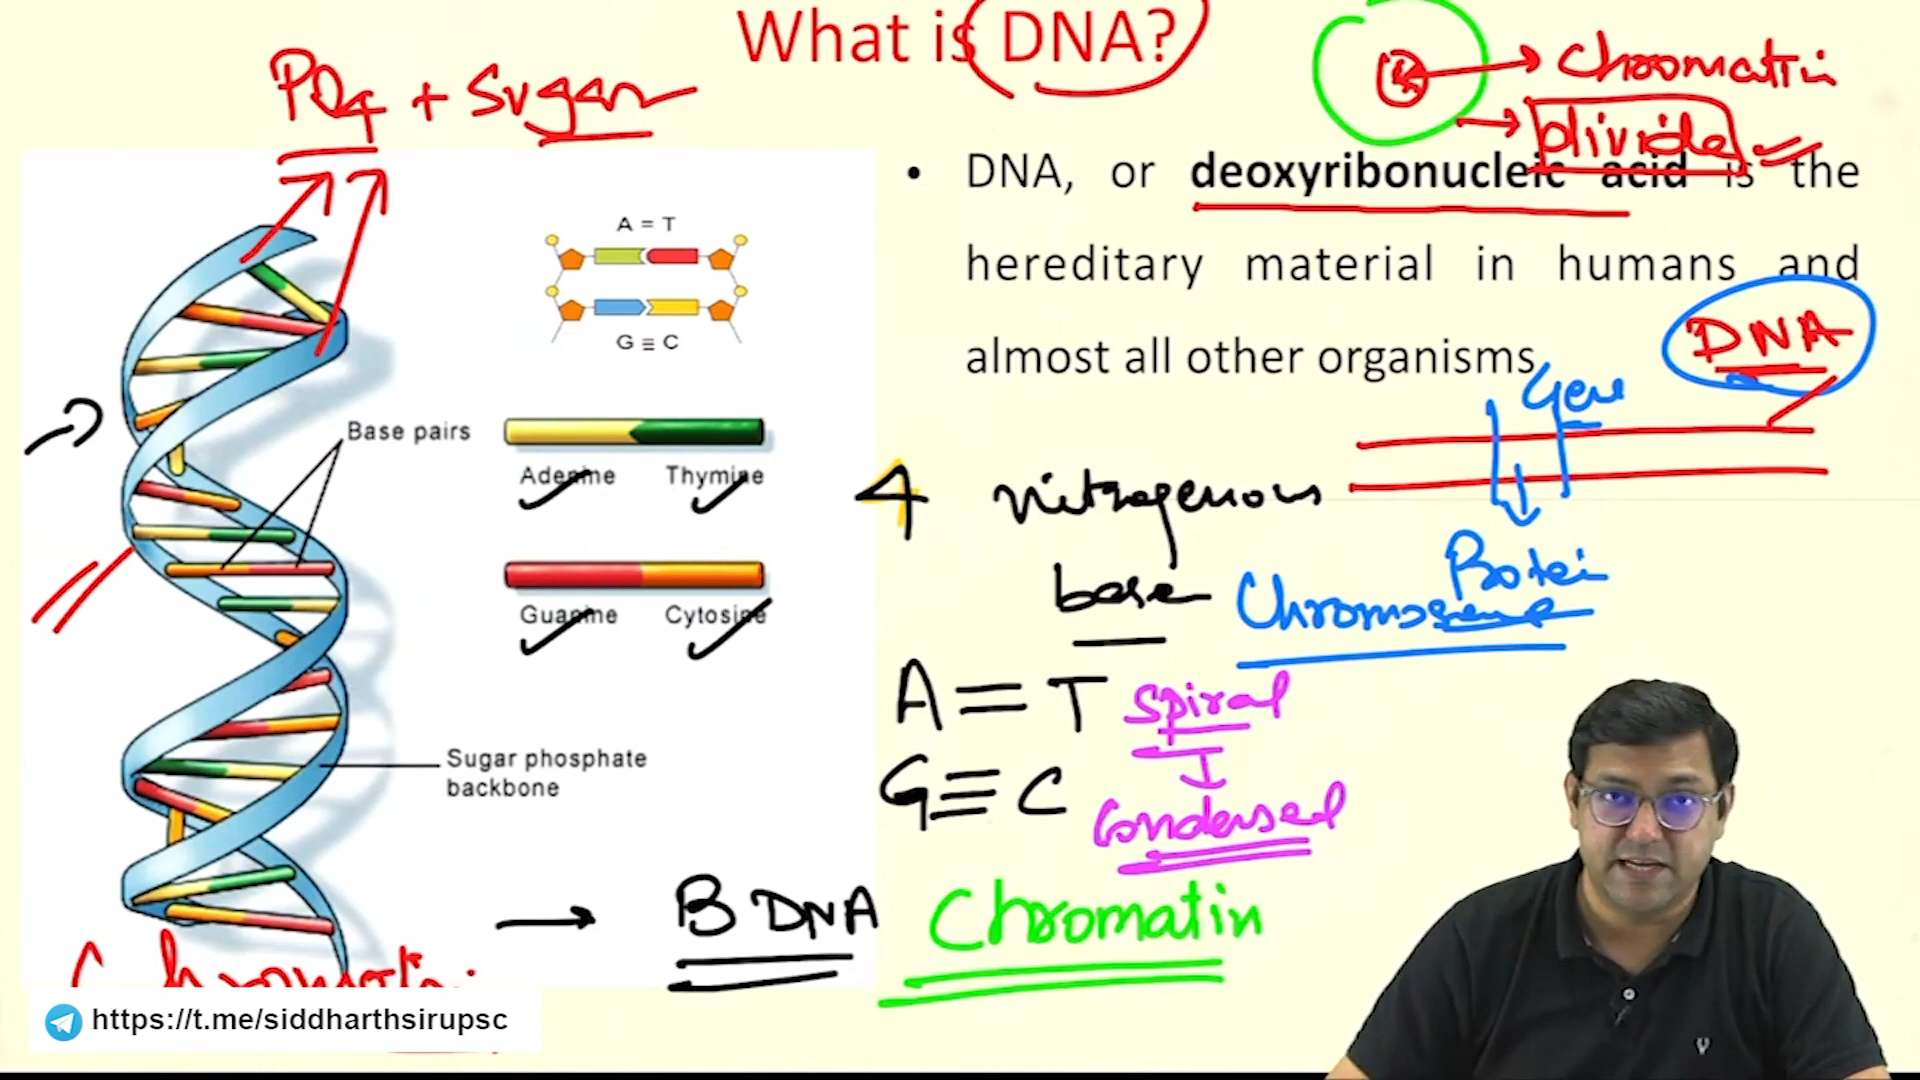 What is DNA?
PO4 + Sugar
Chromatin
divide
• DNA, or deoxyribonucleic acid is the
hereditary material in humans and
almost all other organisms
DNA
Gene
Protein
Chromosome
A = T
G ≡ C
Base pairs
Adenine Thymine
Guanine Cytosine
4 nitrogenous
base
A = T
G ≡ C
Spiral
Condensed
Sugar phosphate
backbone
→ B DNA
Chromatin
Chromatin
https://t.me/siddharthsirupsc